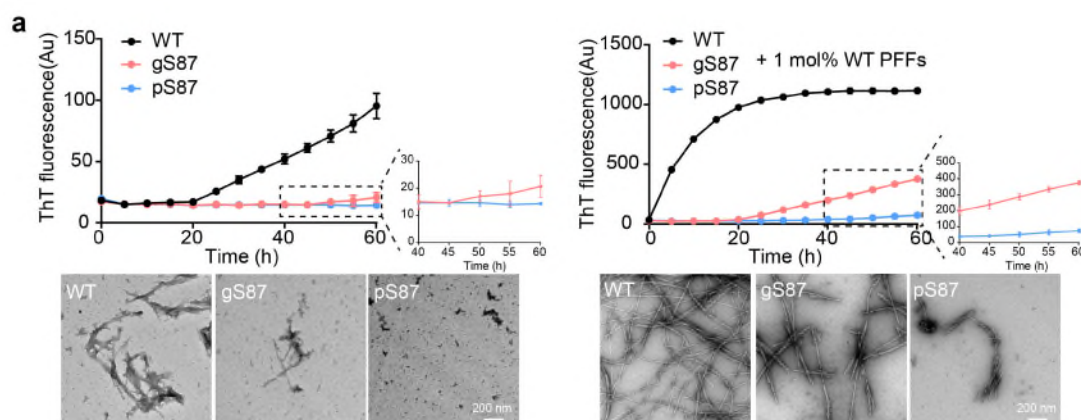 a
150
100
50
0
ThT fluorescence(Au)
WT
gS87
pS87
0
20
40
60
Time (h)
30
20
10
0
40 45 50 55 60
Time (h)
1500
1000
500
0
ThT fluorescence(Au)
WT
gS87
pS87
+ 1 mol% WT PFFs
0
20
40
60
Time (h)
500
400
300
200
100
0
40 45 50 55 60
Time (h)
WT
gS87
pS87
200 nm
WT
gS87
pS87
200 nm